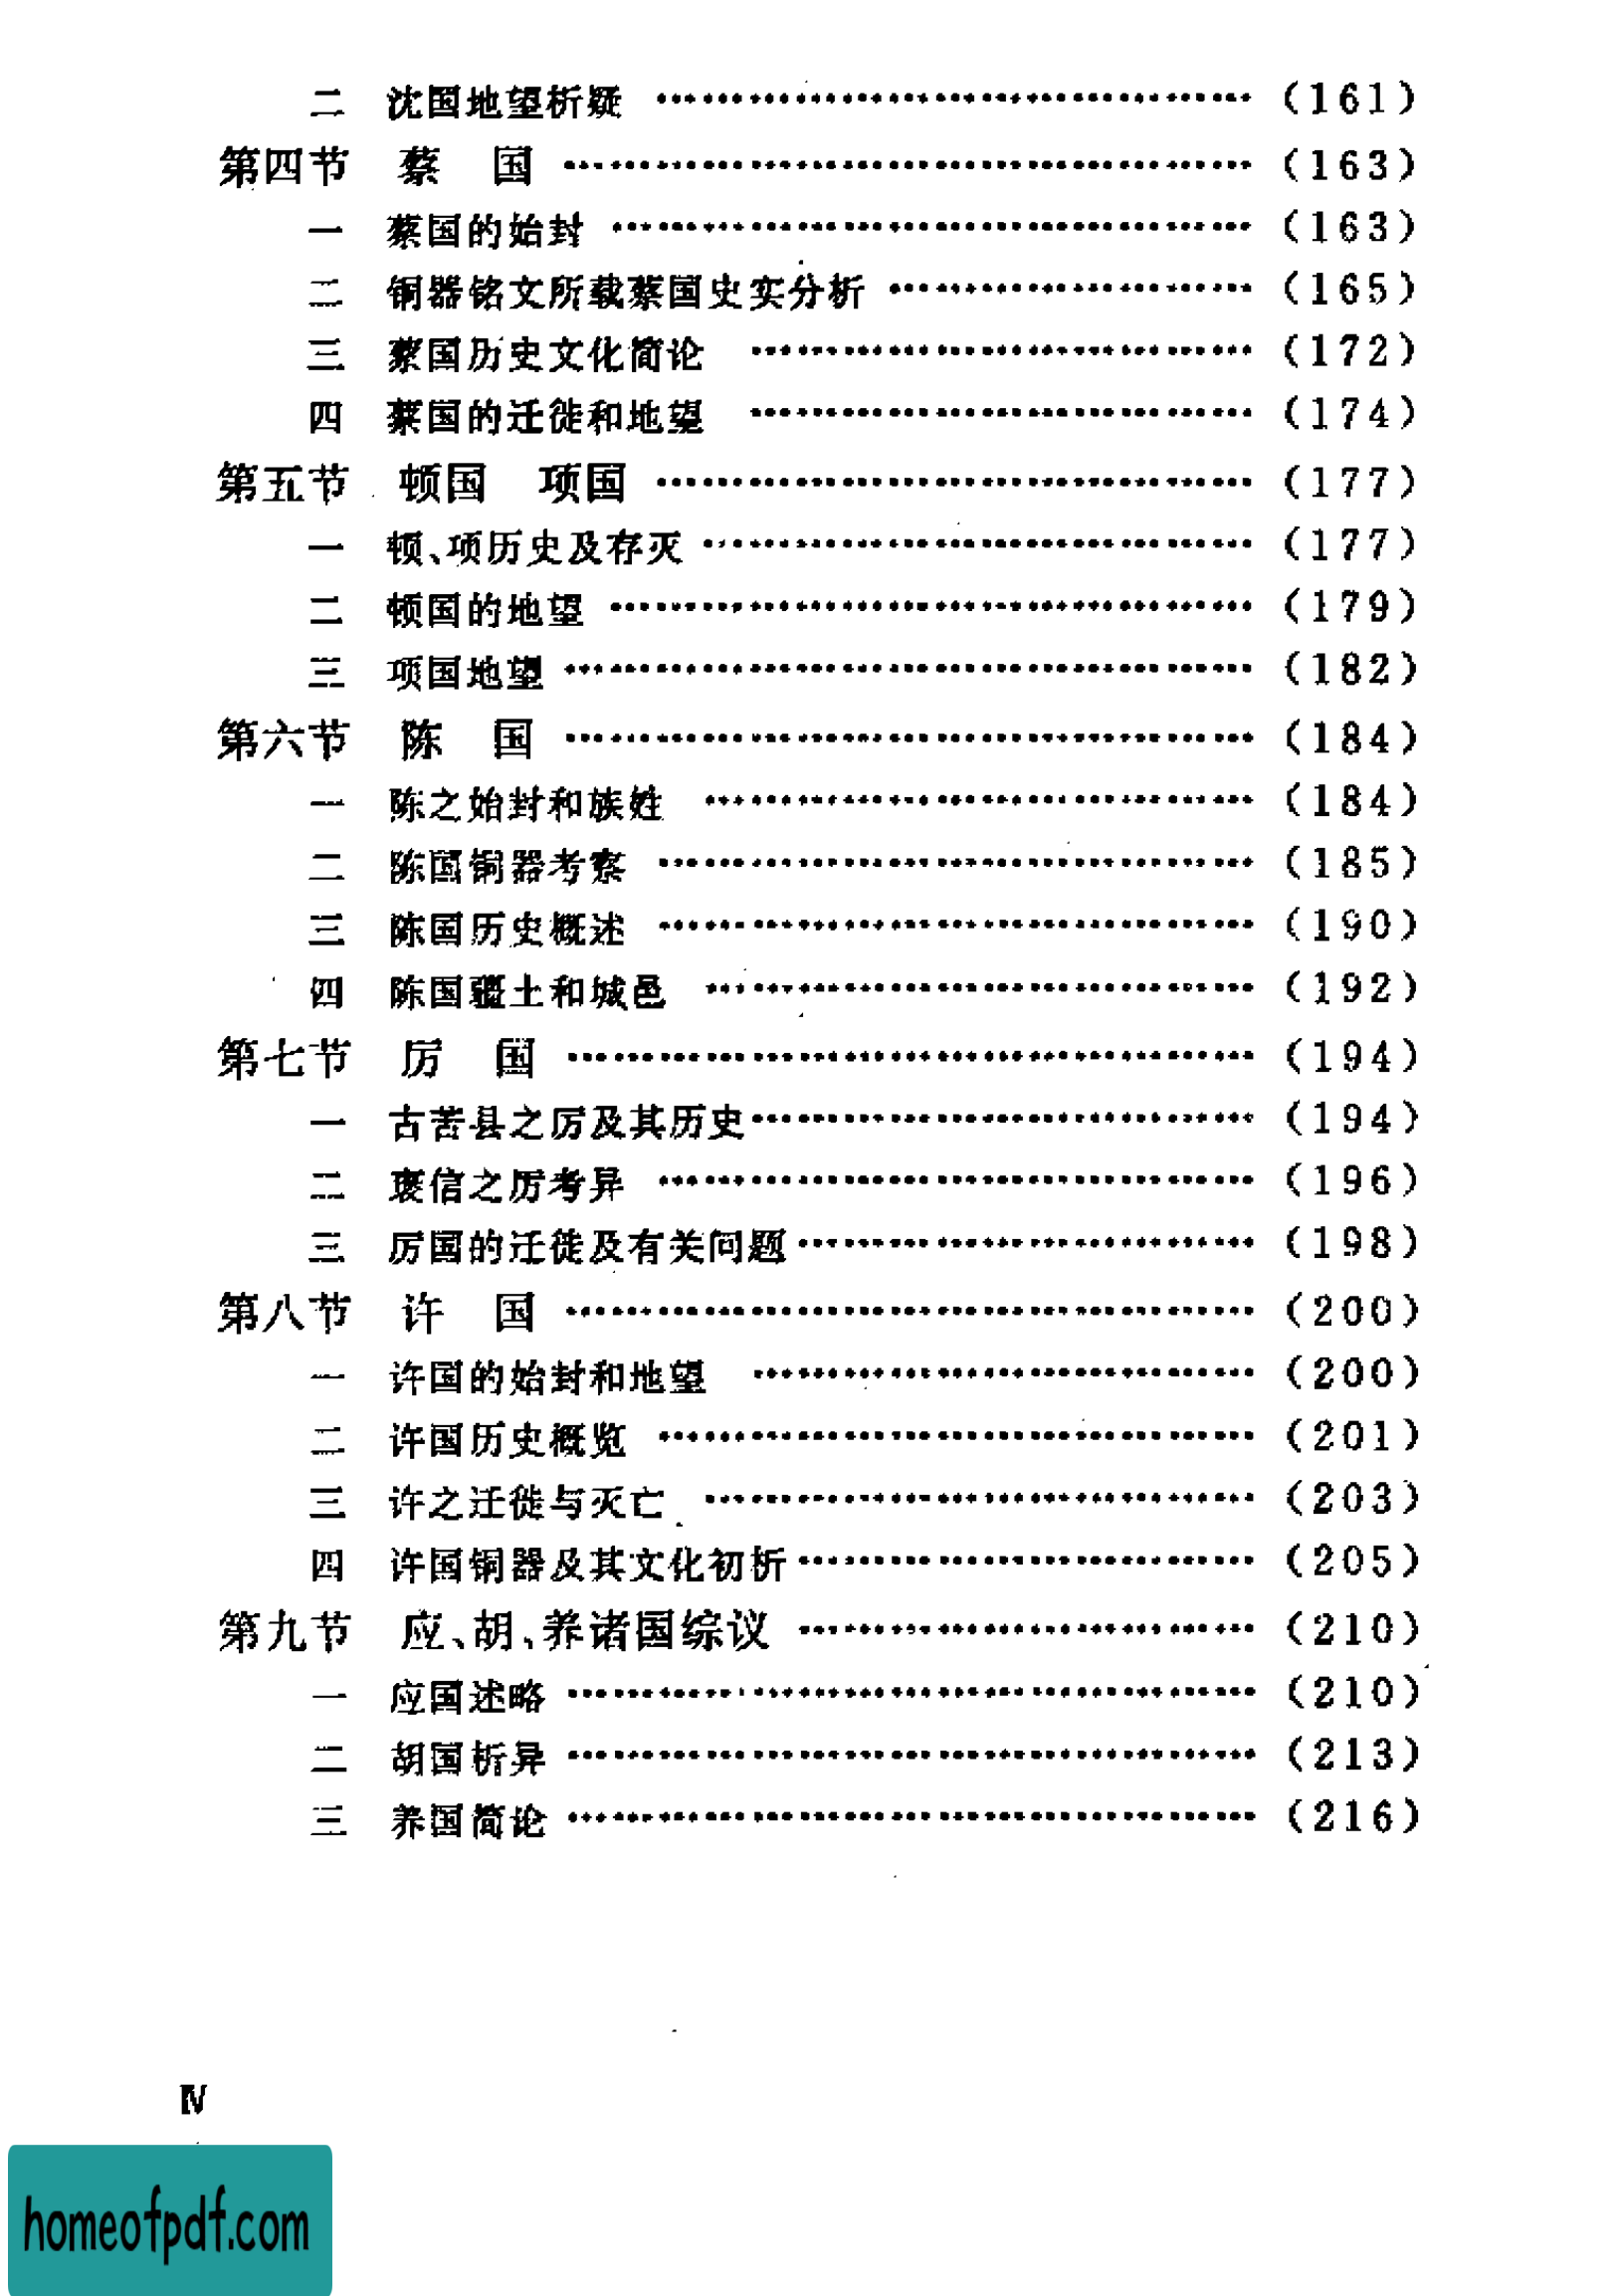 二 沈国地望析疑 ……………………………… (161)
第四节 蔡 国 ……………………………… (163)
一 蔡国的始封 ……………………………… (163)
二 铜器铭文所载蔡国史实分析 ……………………………… (165)
三 蔡国历史文化简论 ……………………………… (172)
四 蔡国的迁徙和地望 ……………………………… (174)
第五节 顿国 项国 ……………………………… (177)
一 顿、项历史及存灭 ……………………………… (177)
二 顿国的地望 ……………………………… (179)
三 项国地望 ……………………………… (182)
第六节 陈 国 ……………………………… (184)
一 陈之始封和族姓 ……………………………… (184)
二 陈国铜器考察 ……………………………… (185)
三 陈国历史概述 ……………………………… (190)
四 陈国疆土和城邑 ……………………………… (192)
第七节 厉 国 ……………………………… (194)
一 古苦县之厉及其历史 ……………………………… (194)
二 褒信之厉考异 ……………………………… (196)
三 厉国的迁徙及有关问题 ……………………………… (198)
第八节 许 国 ……………………………… (200)
一 许国的始封和地望 ……………………………… (200)
二 许国历史概览 ……………………………… (201)
三 许之迁徙与灭亡 ……………………………… (203)
四 许国铜器及其文化初析 ……………………………… (205)
第九节 应、胡、养诸国综议 ……………………………… (210)
一 应国述略 ……………………………… (210)
二 胡国析异 ……………………………… (213)
三 养国简论 ……………………………… (216)
Ⅳ
homeofpdf.com